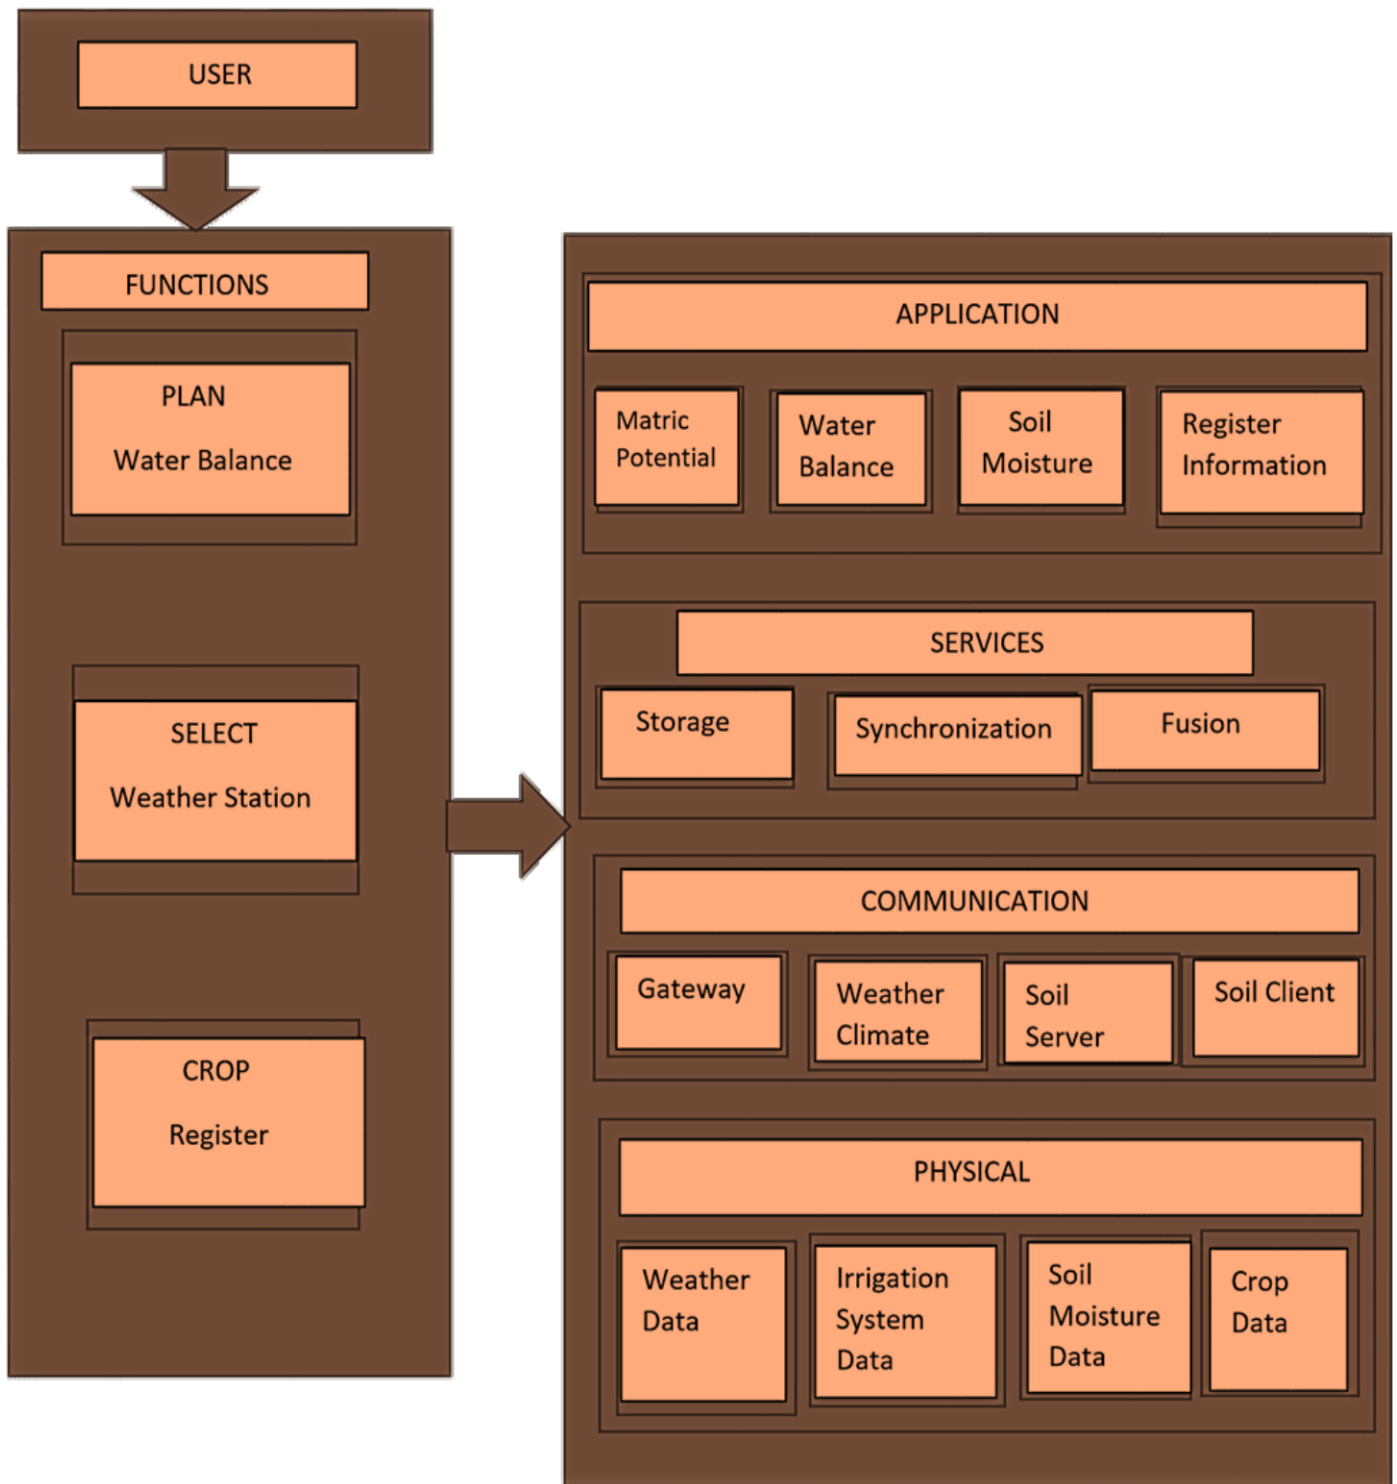 USER
FUNCTIONS
PLAN
Water Balance
SELECT
Weather Station
CROP
Register
APPLICATION
Matric
Potential
Water
Balance
Soil
Moisture
Register
Information
SERVICES
Storage
Synchronization
Fusion
COMMUNICATION
Gateway
Weather
Climate
Soil
Server
Soil Client
PHYSICAL
Weather
Data
Irrigation
System
Data
Soil
Moisture
Data
Crop
Data